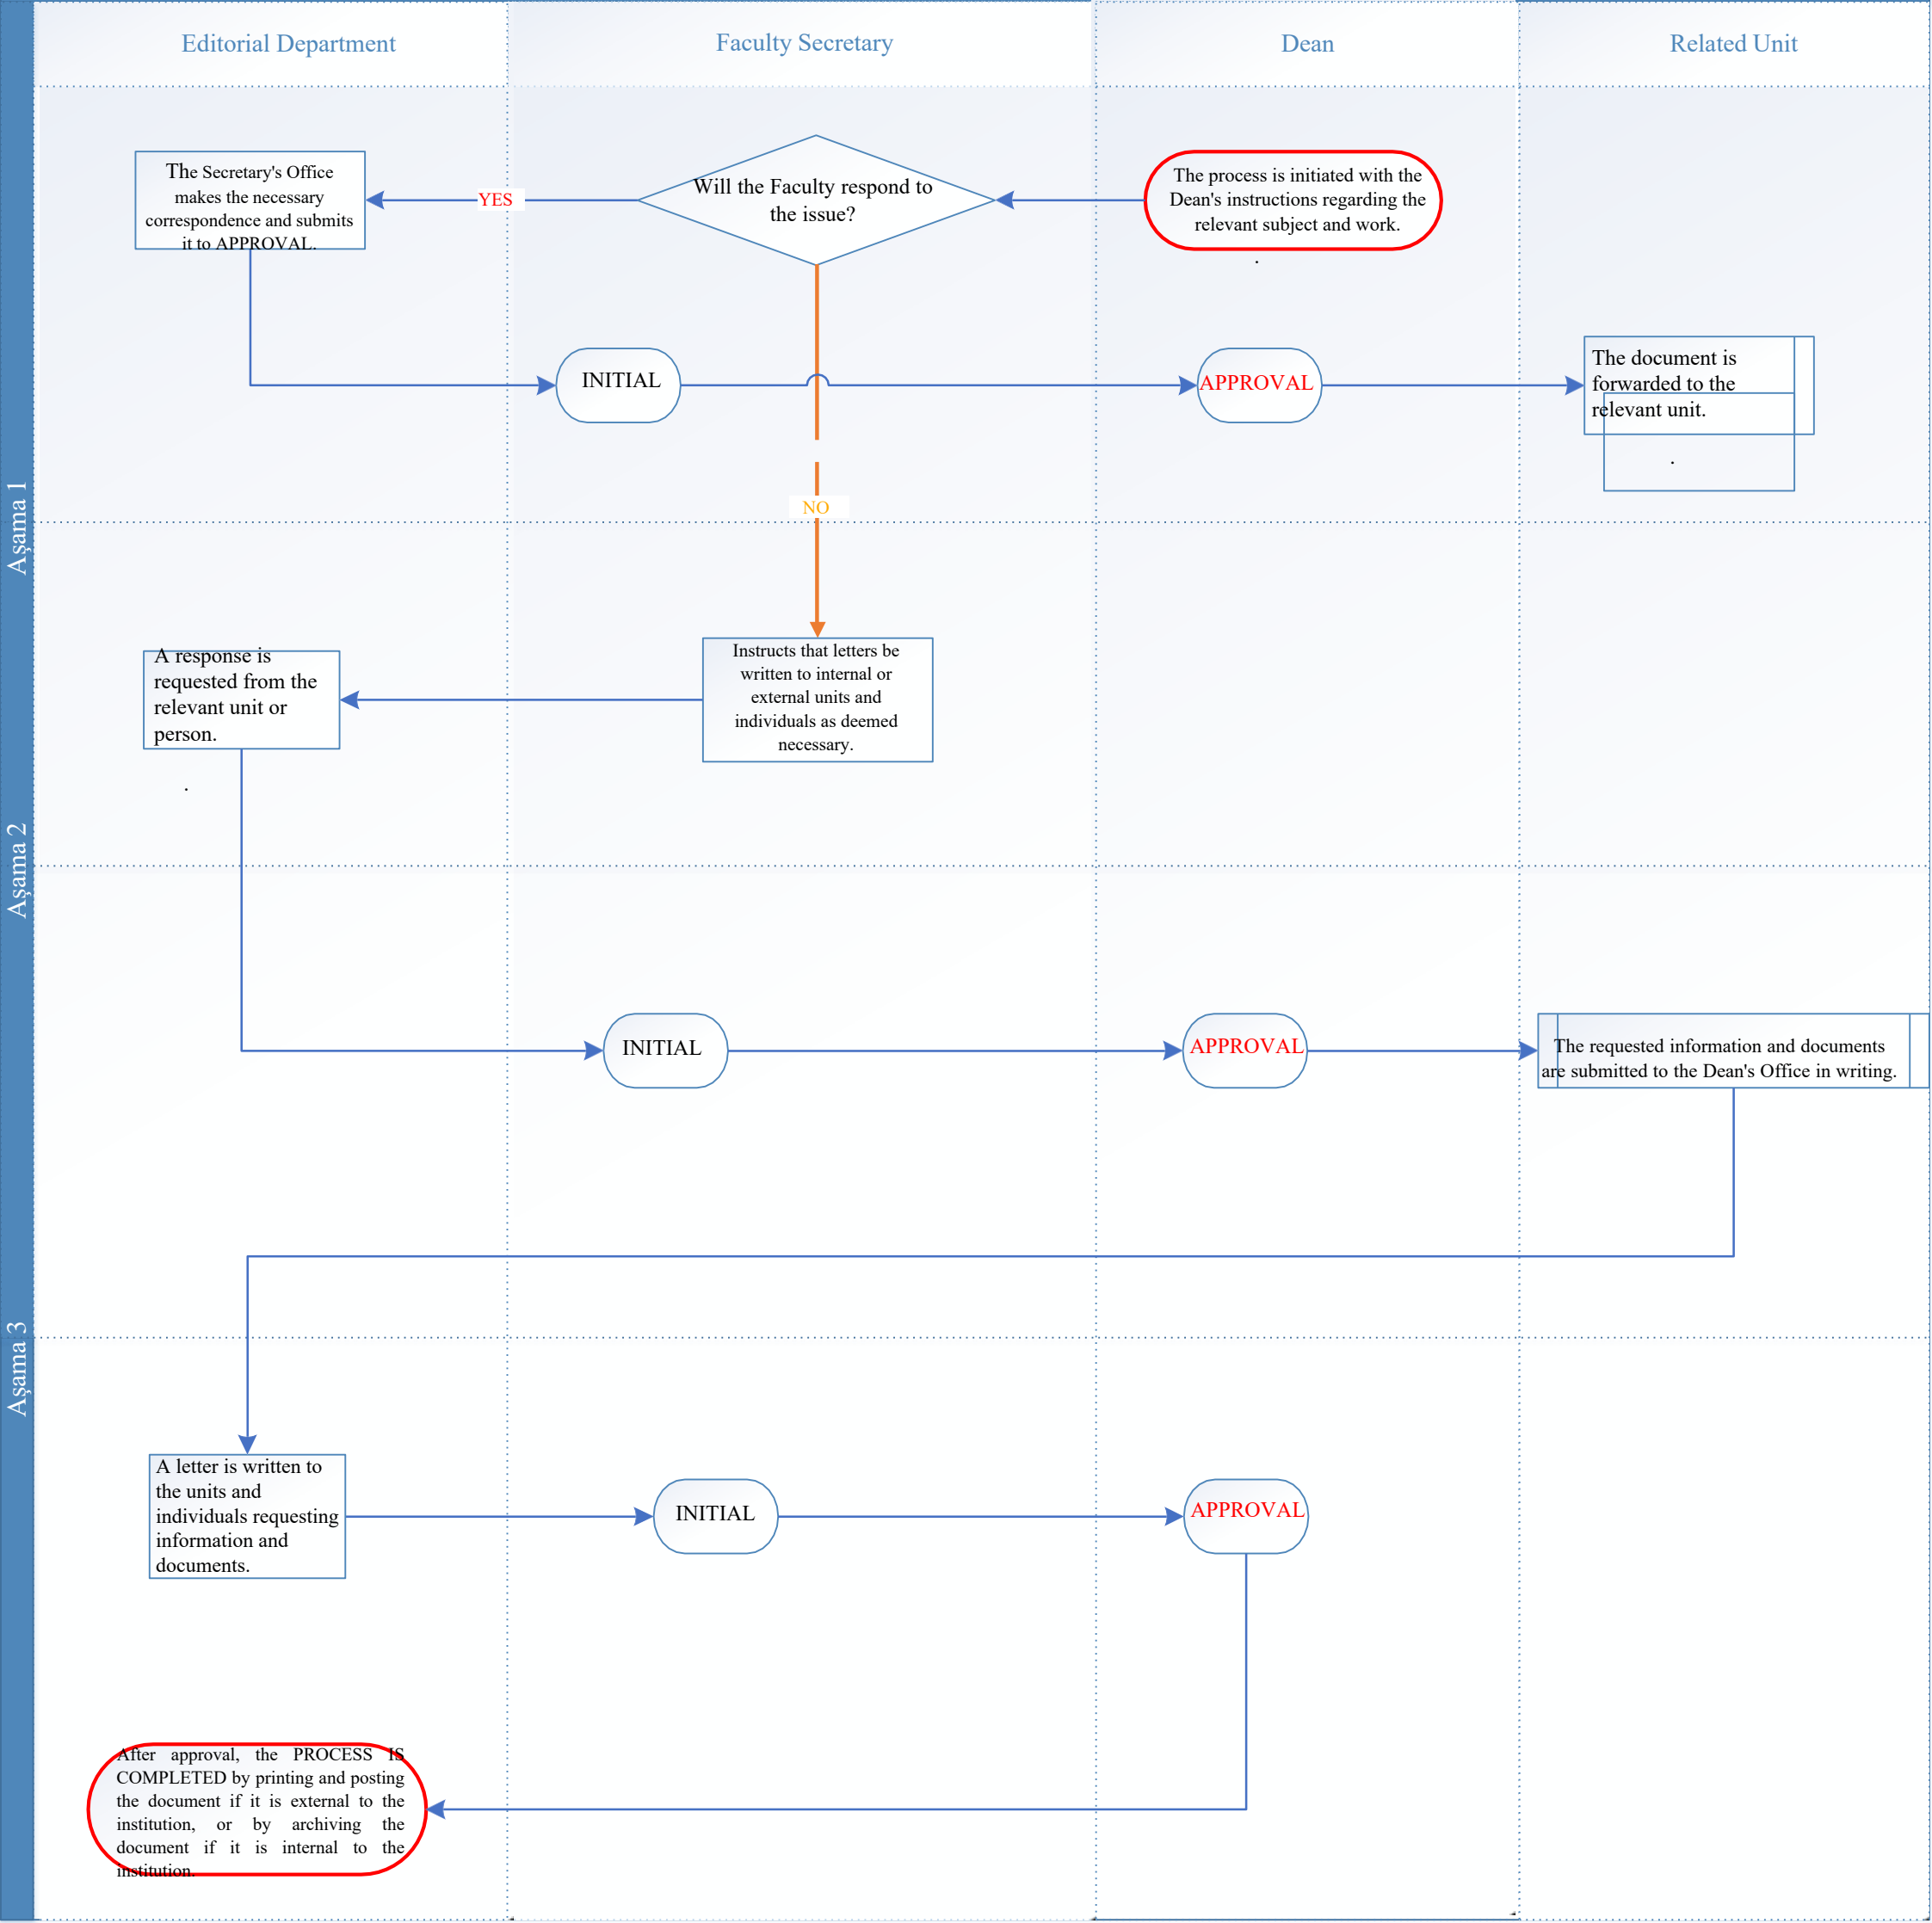 Editorial Department
Faculty Secretary
Dean
Related Unit
The Secretary's Office
makes the necessary
correspondence and submits
it to APPROVAL.
YES
Will the Faculty respond to
the issue?
The process is initiated with the
Dean's instructions regarding the
relevant subject and work.
.
INITIAL
APPROVAL
The document is
forwarded to the
relevant unit.
.
NO
Aşama 1
A response is
requested from the
relevant unit or
person.
.
Instructs that letters be
written to internal or
external units and
individuals as deemed
necessary.
Aşama 2
INITIAL
APPROVAL
The requested information and documents
are submitted to the Dean's Office in writing.
Aşama 3
A letter is written to
the units and
individuals requesting
information and
documents.
INITIAL
APPROVAL
After approval, the PROCESS IS
COMPLETED by printing and posting
the document if it is external to the
institution, or by archiving the
document if it is internal to the
institution.